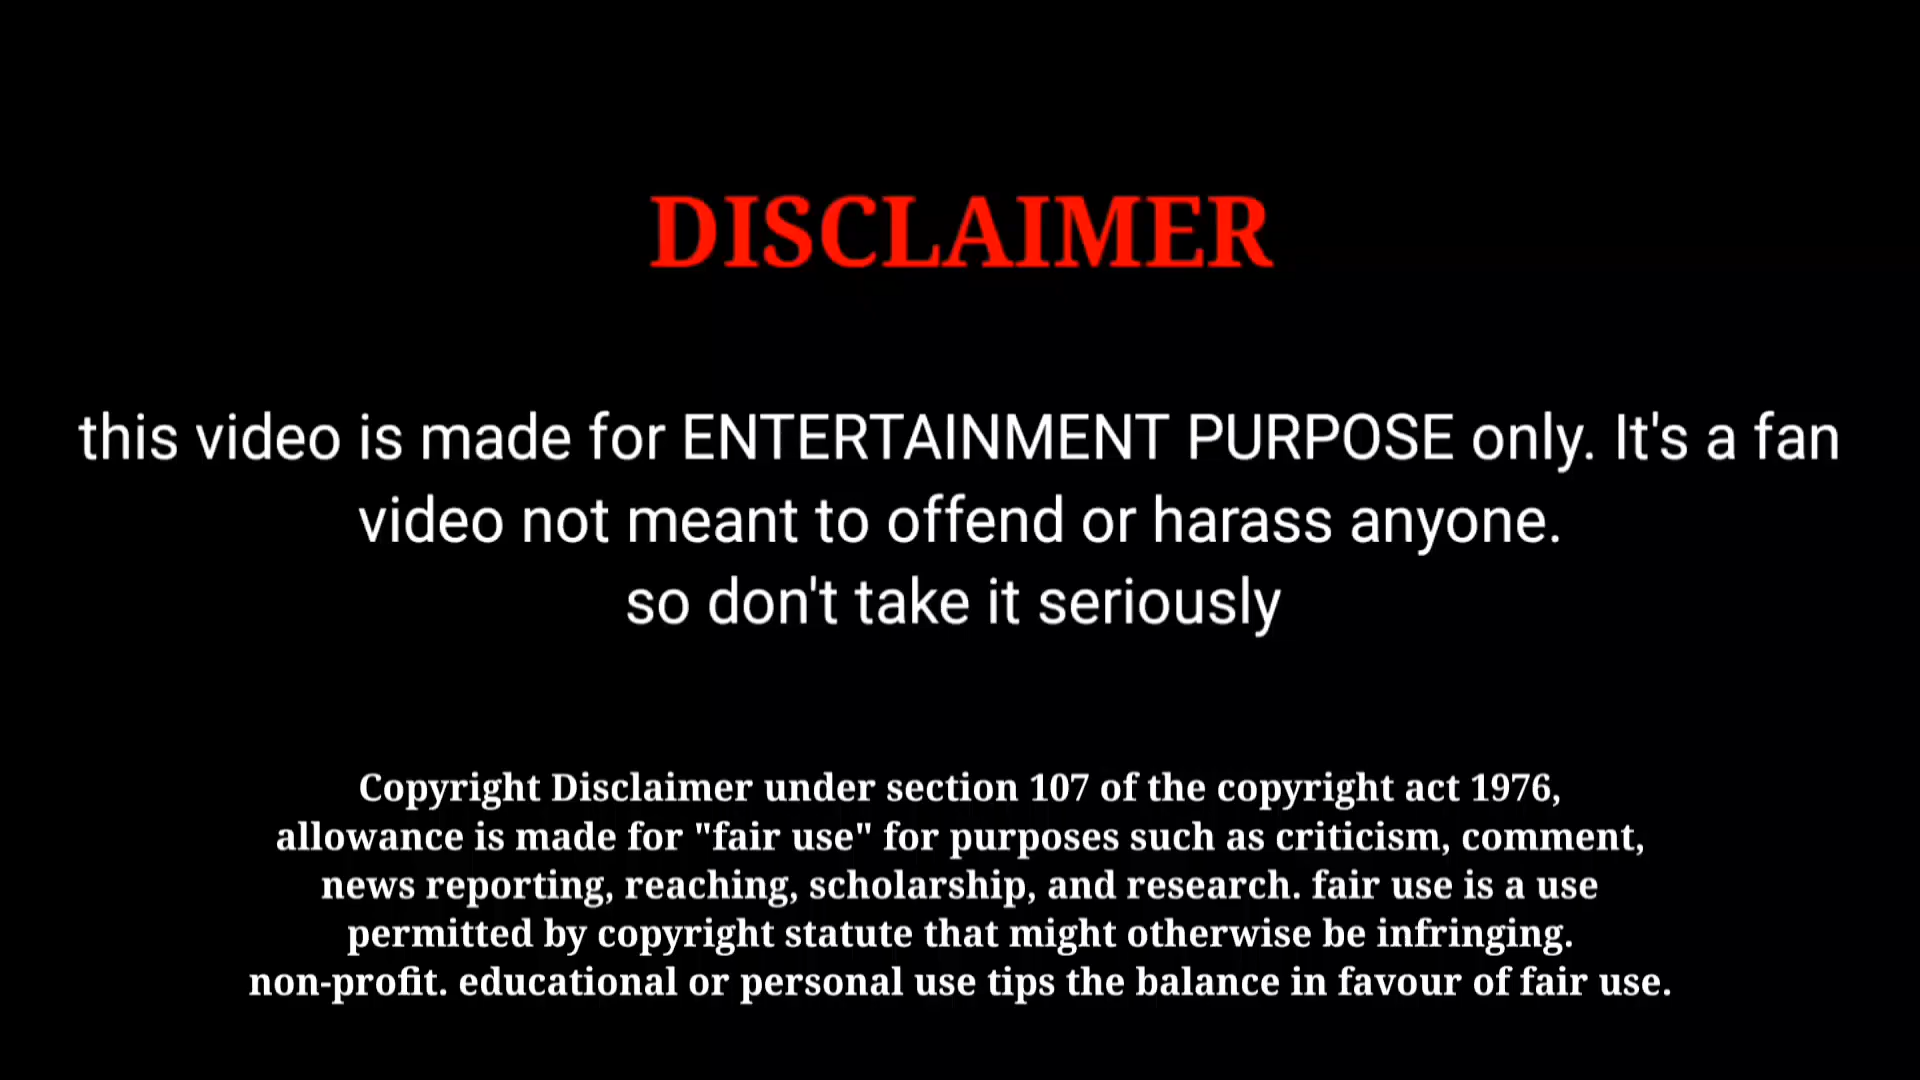 DISCLAIMER
this video is made for ENTERTAINMENT PURPOSE only. It's a fan
video not meant to offend or harass anyone.
so don't take it seriously
Copyright Disclaimer under section 107 of the copyright act 1976,
allowance is made for "fair use" for purposes such as criticism, comment,
news reporting, reaching, scholarship, and research. fair use is a use
permitted by copyright statute that might otherwise be infringing.
non-profit. educational or personal use tips the balance in favour of fair use.